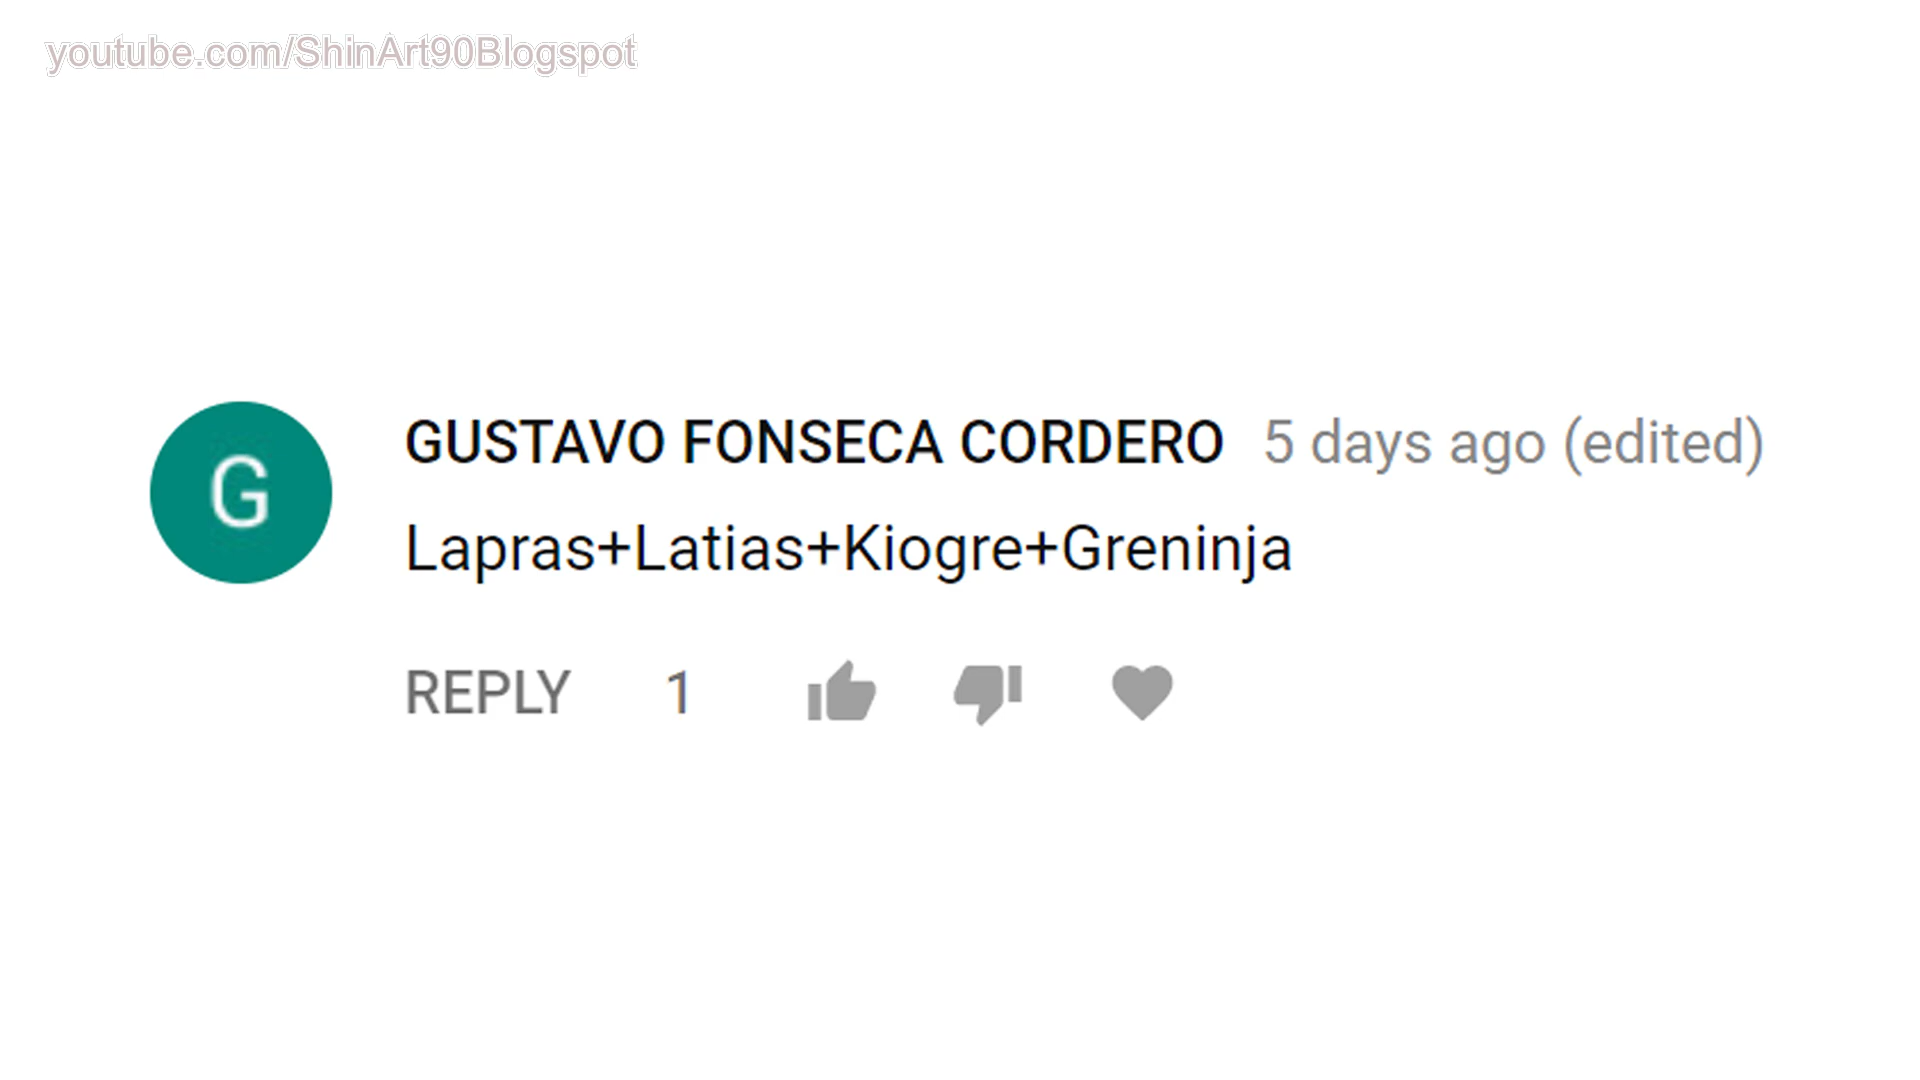 youtube.com/ShinArt90Blogspot
GUSTAVO FONSECA CORDERO 5 days ago (edited)
G
Lapras+Latias+Kiogre+Greninja
REPLY 1